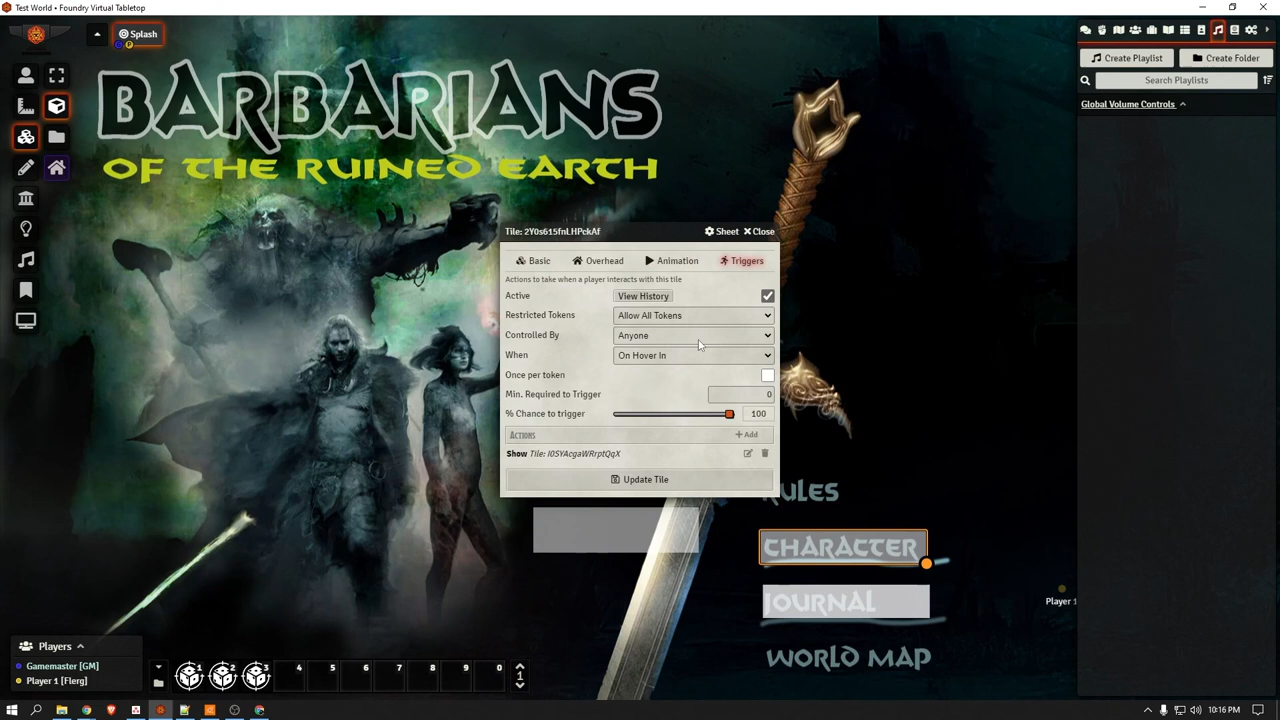 Test World • Foundry Virtual Tabletop
Splash
BARBARIANS
OF THE RUINED EARTH
Create Playlist
Create Folder
Search Playlists
Global Volume Controls
Tile: 2Y0s615fnLHPckAf
Sheet
Close
Basic
Overhead
Animation
Triggers
Actions to take when a player interacts with this tile
Active
View History
Restricted Tokens
Allow All Tokens
Controlled By
Anyone
When
On Hover In
Once per token
Min. Required to Trigger
0
% Chance to trigger
100
Actions
+ Add
Show Tile: I0SYAcgaWRrptQqX
Update Tile
RULES
CHARACTER
JOURNAL
WORLD MAP
Player 1
Players
Gamemaster [GM]
Player 1 [Flerg]
1 2 3 4 5 6 7 8 9 0
1
10:16 PM